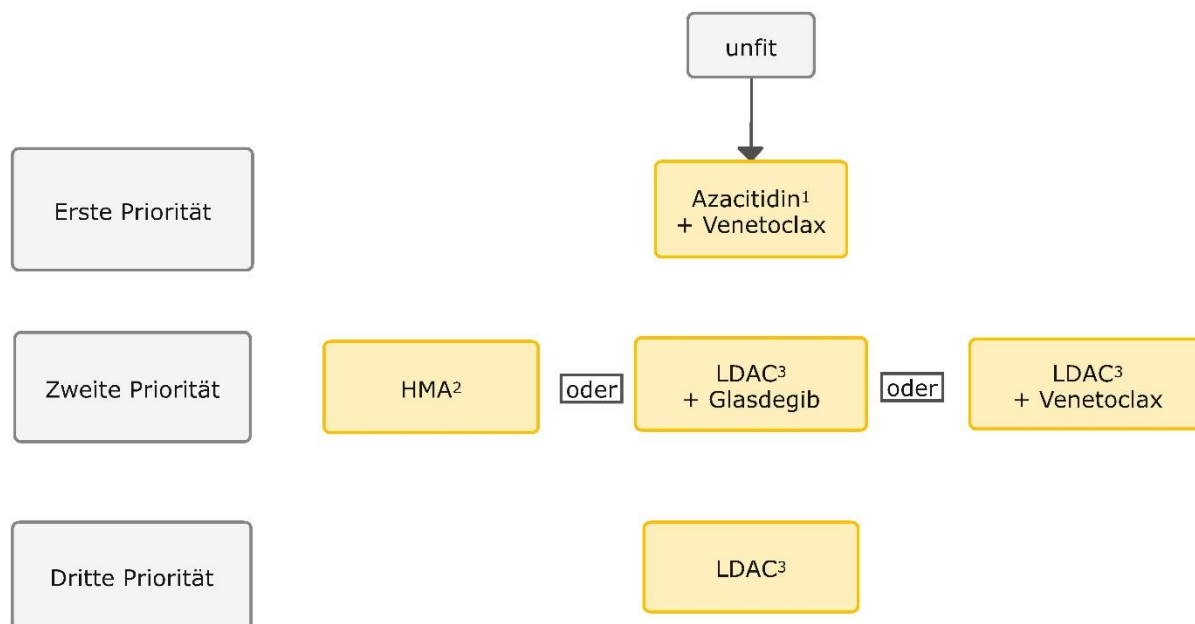 unfit
Erste Priorität
Azacitidin¹
+ Venetoclax
Zweite Priorität
HMA²
oder
LDAC³
+ Glasdegib
oder
LDAC³
+ Venetoclax
Dritte Priorität
LDAC³